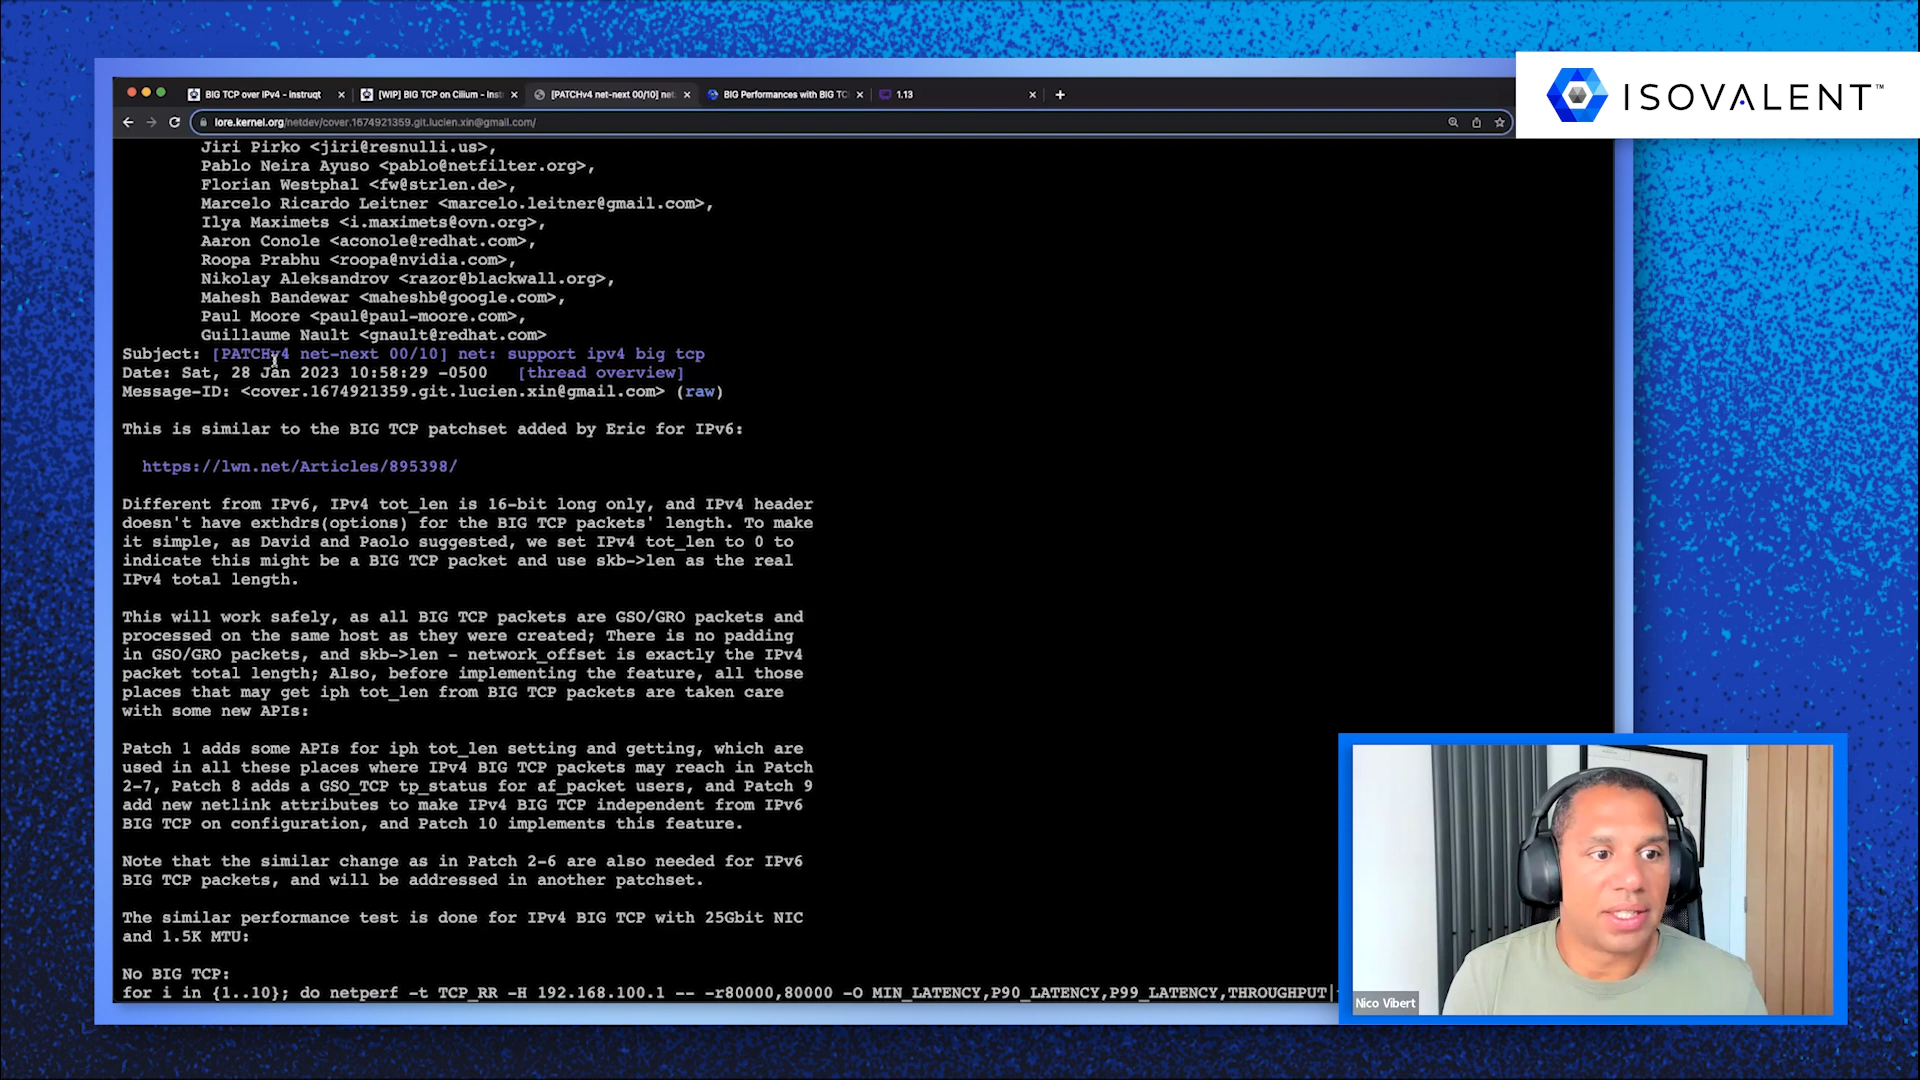 BIG TCP over IPv4 - Instruqt
[WIP] BIG TCP on Cilium - Inst
[PATCHv4 net-next 00/10] net
BIG Performances with BIG TC
1.13
lore.kernel.org/netdev/cover.1674921359.git.lucien.xin@gmail.com/
ISOVALENT™
Jiri Pirko <jiri@resnulli.us>,
Pablo Neira Ayuso <pablo@netfilter.org>,
Florian Westphal <fw@strlen.de>,
Marcelo Ricardo Leitner <marcelo.leitner@gmail.com>,
Ilya Maximets <i.maximets@ovn.org>,
Aaron Conole <aconole@redhat.com>,
Roopa Prabhu <roopa@nvidia.com>,
Nikolay Aleksandrov <razor@blackwall.org>,
Mahesh Bandewar <maheshb@google.com>,
Paul Moore <paul@paul-moore.com>,
Guillaume Nault <gnault@redhat.com>
Subject: [PATCHv4 net-next 00/10] net: support ipv4 big tcp
Date: Sat, 28 Jan 2023 10:58:29 -0500 [thread overview]
Message-ID: <cover.1674921359.git.lucien.xin@gmail.com> (raw)
This is similar to the BIG TCP patchset added by Eric for IPv6:
https://lwn.net/Articles/895398/
Different from IPv6, IPv4 tot_len is 16-bit long only, and IPv4 header
doesn't have exthdrs(options) for the BIG TCP packets' length. To make
it simple, as David and Paolo suggested, we set IPv4 tot_len to 0 to
indicate this might be a BIG TCP packet and use skb->len as the real
IPv4 total length.
This will work safely, as all BIG TCP packets are GSO/GRO packets and
processed on the same host as they were created; There is no padding
in GSO/GRO packets, and skb->len - network_offset is exactly the IPv4
packet total length; Also, before implementing the feature, all those
places that may get iph tot_len from BIG TCP packets are taken care
with some new APIs:
Patch 1 adds some APIs for iph tot_len setting and getting, which are
used in all these places where IPv4 BIG TCP packets may reach in Patch
2-7, Patch 8 adds a GSO_TCP tp_status for af_packet users, and Patch 9
add new netlink attributes to make IPv4 BIG TCP independent from IPv6
BIG TCP on configuration, and Patch 10 implements this feature.
Note that the similar change as in Patch 2-6 are also needed for IPv6
BIG TCP packets, and will be addressed in another patchset.
The similar performance test is done for IPv4 BIG TCP with 25Gbit NIC
and 1.5K MTU:
No BIG TCP:
for i in {1..10}; do netperf -t TCP_RR -H 192.168.100.1 -- -r80000,80000 -O MIN_LATENCY,P90_LATENCY,P99_LATENCY,THROUGHPUT|
Nico Vibert